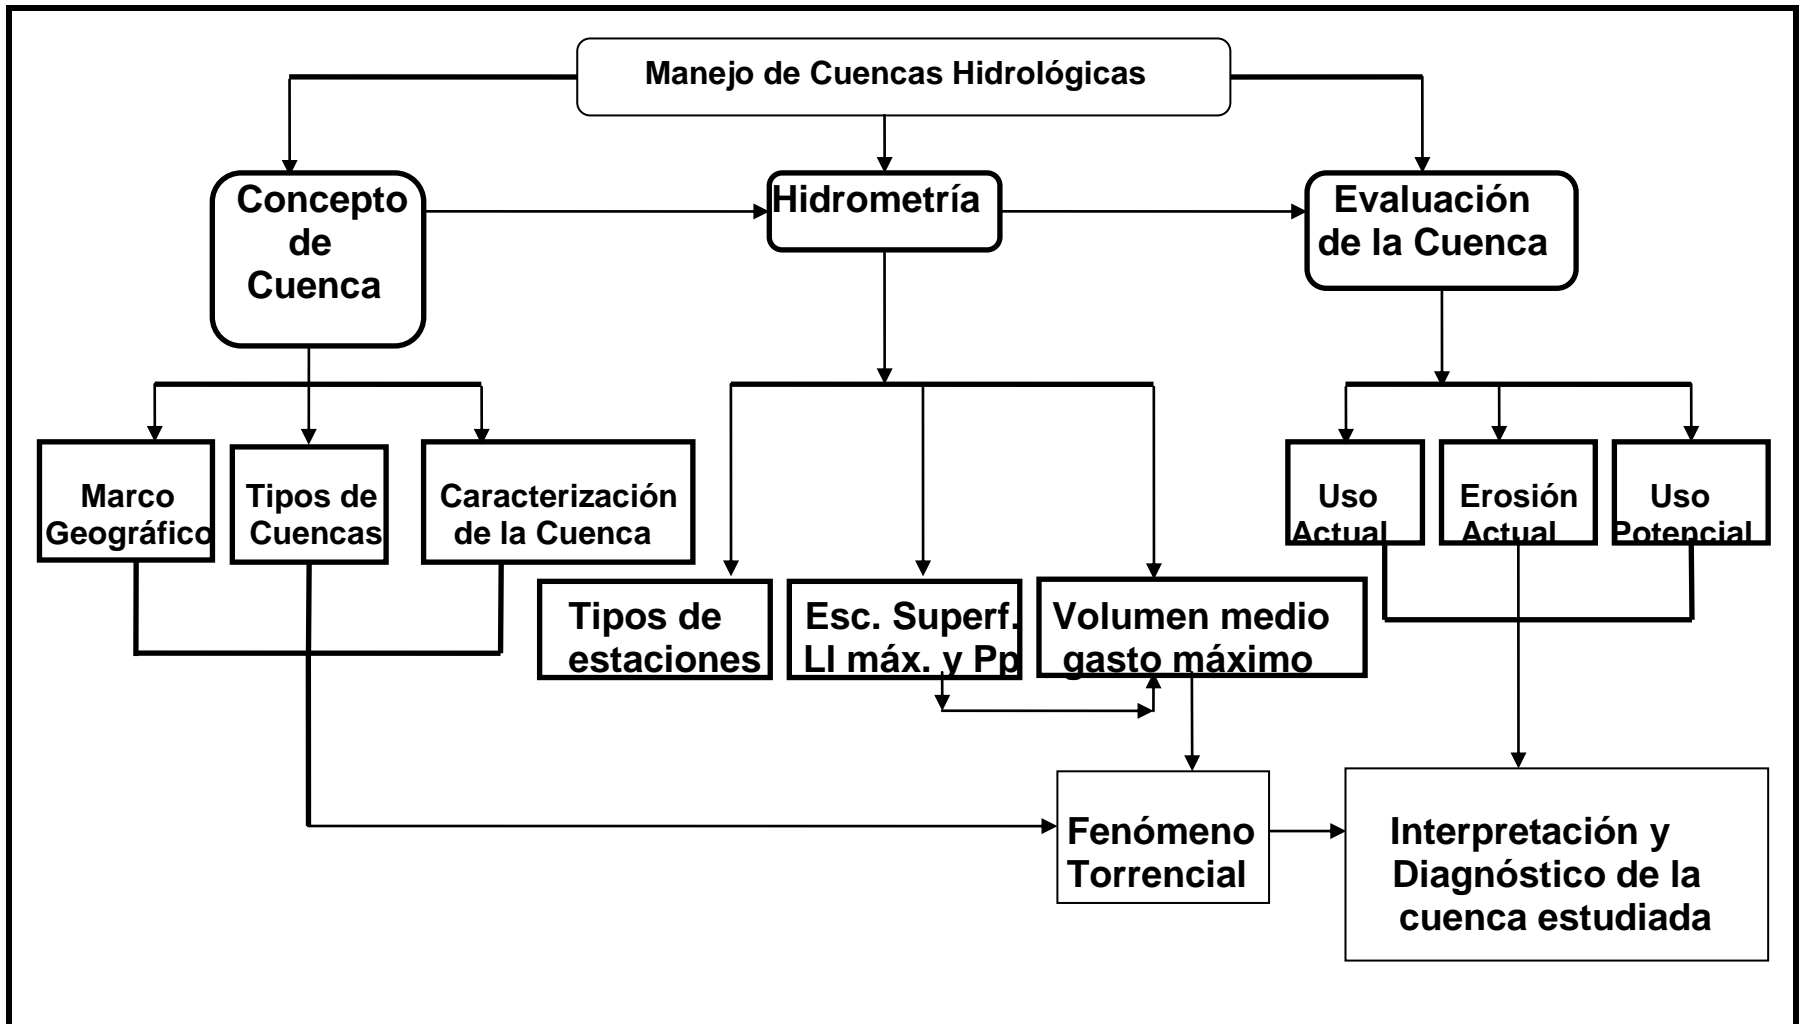 Manejo de Cuencas Hidrológicas
Concepto
de
Cuenca
Hidrometría
Evaluación
de la Cuenca
Marco
Geográfico
Tipos de
Cuencas
Caracterización
de la Cuenca
Tipos de
estaciones
Esc. Superf.
Ll máx. y Pp
Volumen medio
gasto máximo
Uso
Actual
Erosión
Actual
Uso
Potencial
Fenómeno
Torrencial
Interpretación y
Diagnóstico de la
cuenca estudiada